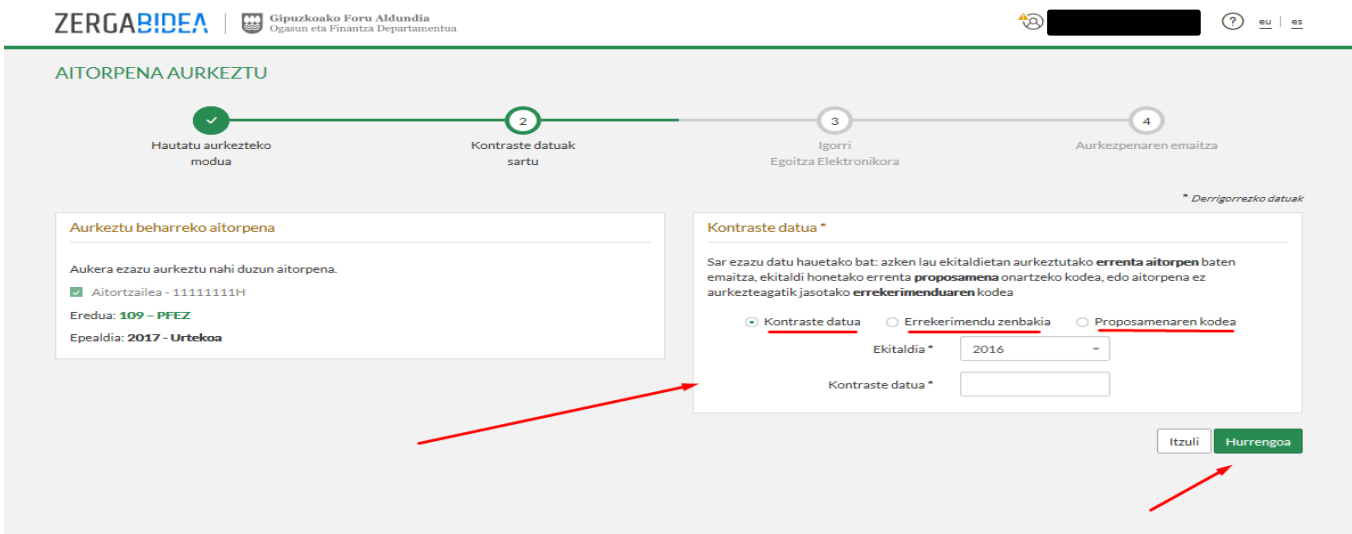 ZERGABIDEA
Gipuzkoako Foru Aldundia
Ogasun eta Finantza Departamentua
? eu | es
AITORPENA AURKEZTU
2 3 4
Hautatu aurkezteko
modua
Kontraste datuak
sartu
Igorri
Egoitza Elektronikora
Aurkezpenaren emaitza
* Derrigorrezko datuak
Aurkeztu beharreko aitorpena
Aukera ezazu aurkeztu nahi duzun aitorpena.
Aitortzailea - 11111111H
Eredua: 109 – PFEZ
Epealdia: 2017 - Urtekoa
Kontraste datua *
Sar ezazu datu hauetako bat: azken lau ekitaldietan aurkeztutako errenta aitorpen baten
emaitza, ekitaldi honetako errenta proposamena onartzeko kodea, edo aitorpena ez
aurkezteagatik jasotako errekerimenduaren kodea
Kontraste datua Errekerimendu zenbakia Proposamenaren kodea
Ekitaldia * 2016
Kontraste datua *
Itzuli Hurrengoa